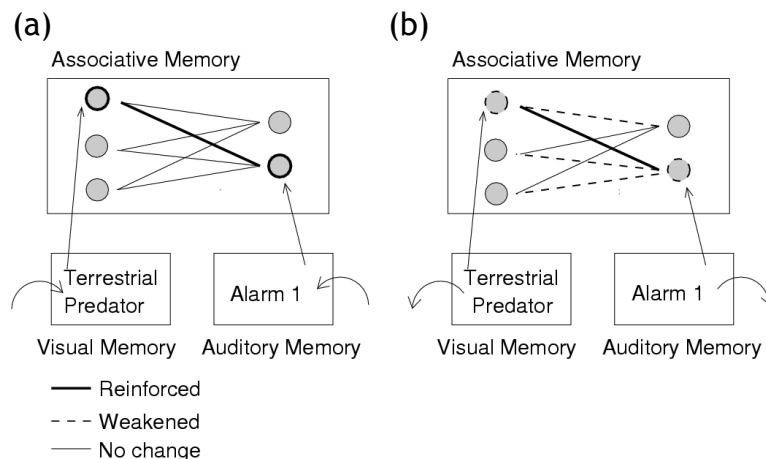 (a)
Associative Memory
Terrestrial
Predator
Alarm 1
Visual Memory
Auditory Memory
Reinforced
Weakened
No change
(b)
Associative Memory
Terrestrial
Predator
Alarm 1
Visual Memory
Auditory Memory